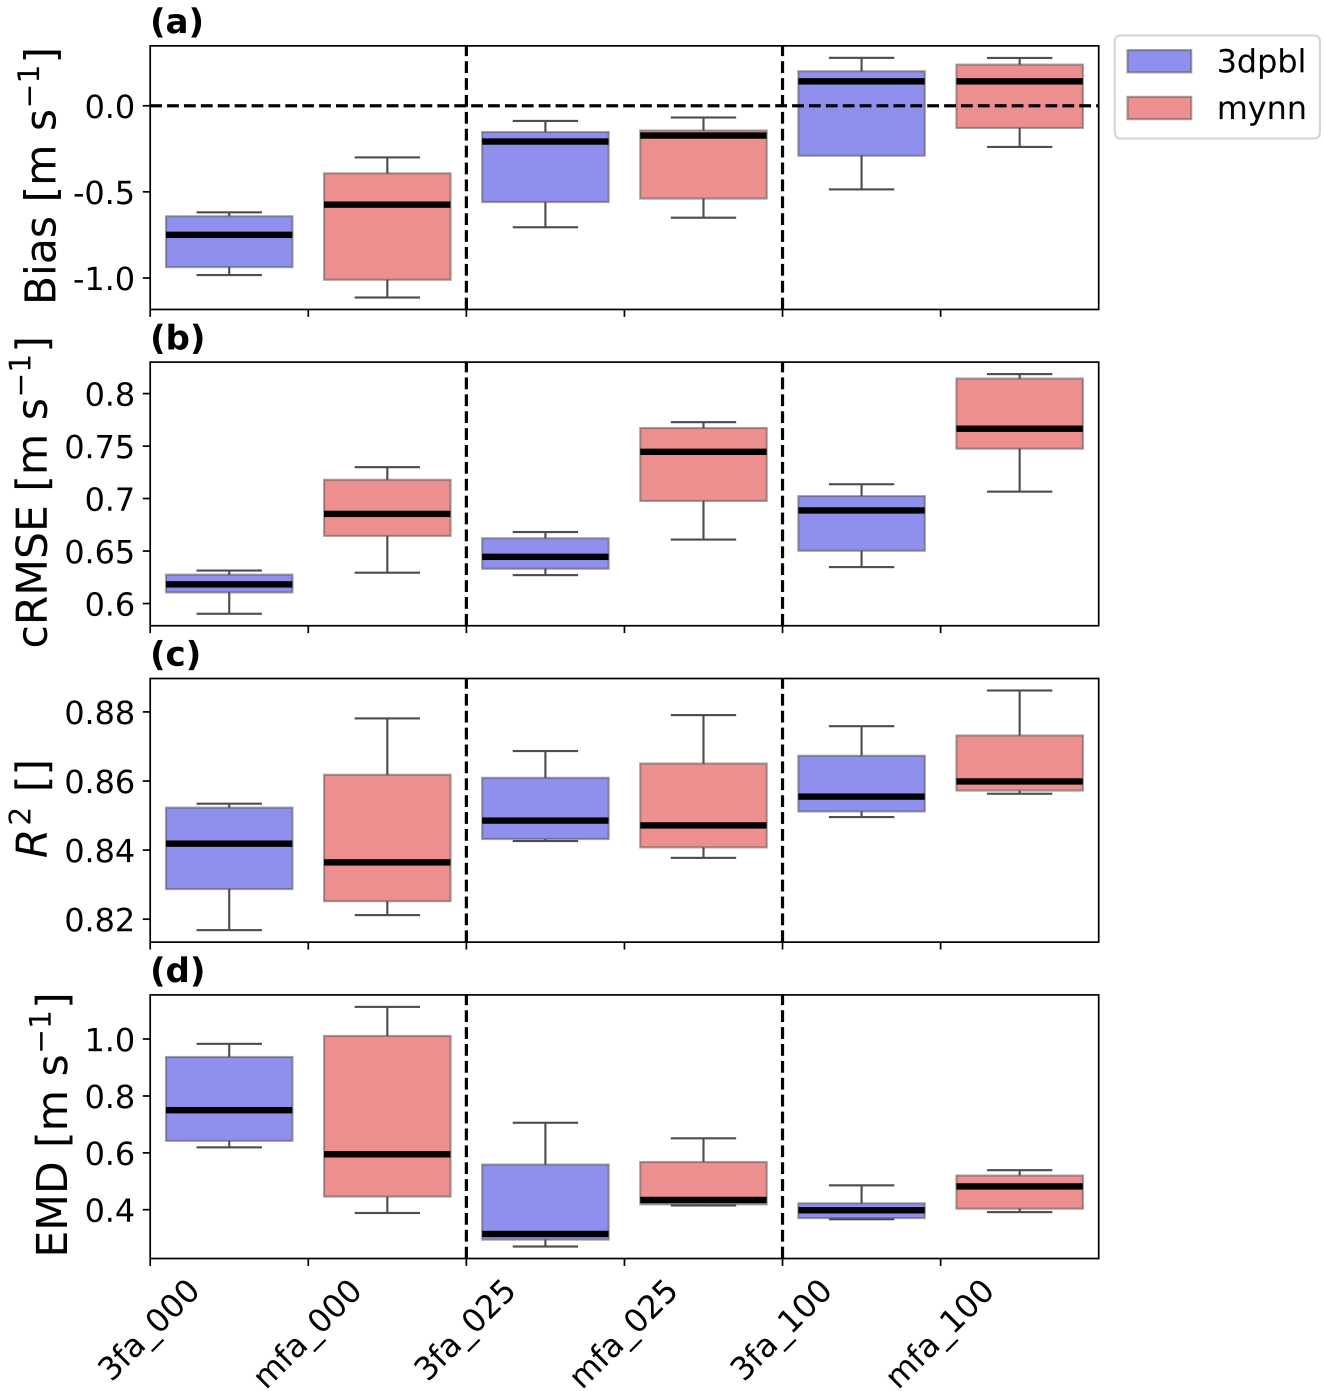 (a)
3dpbl
mynn
Bias [m s⁻¹]
0.0
-0.5
-1.0
(b)
cRMSE [m s⁻¹]
0.8
0.75
0.7
0.65
0.6
(c)
R² []
0.88
0.86
0.84
0.82
(d)
EMD [m s⁻¹]
1.0
0.8
0.6
0.4
3fa_000
mfa_000
3fa_025
mfa_025
3fa_100
mfa_100